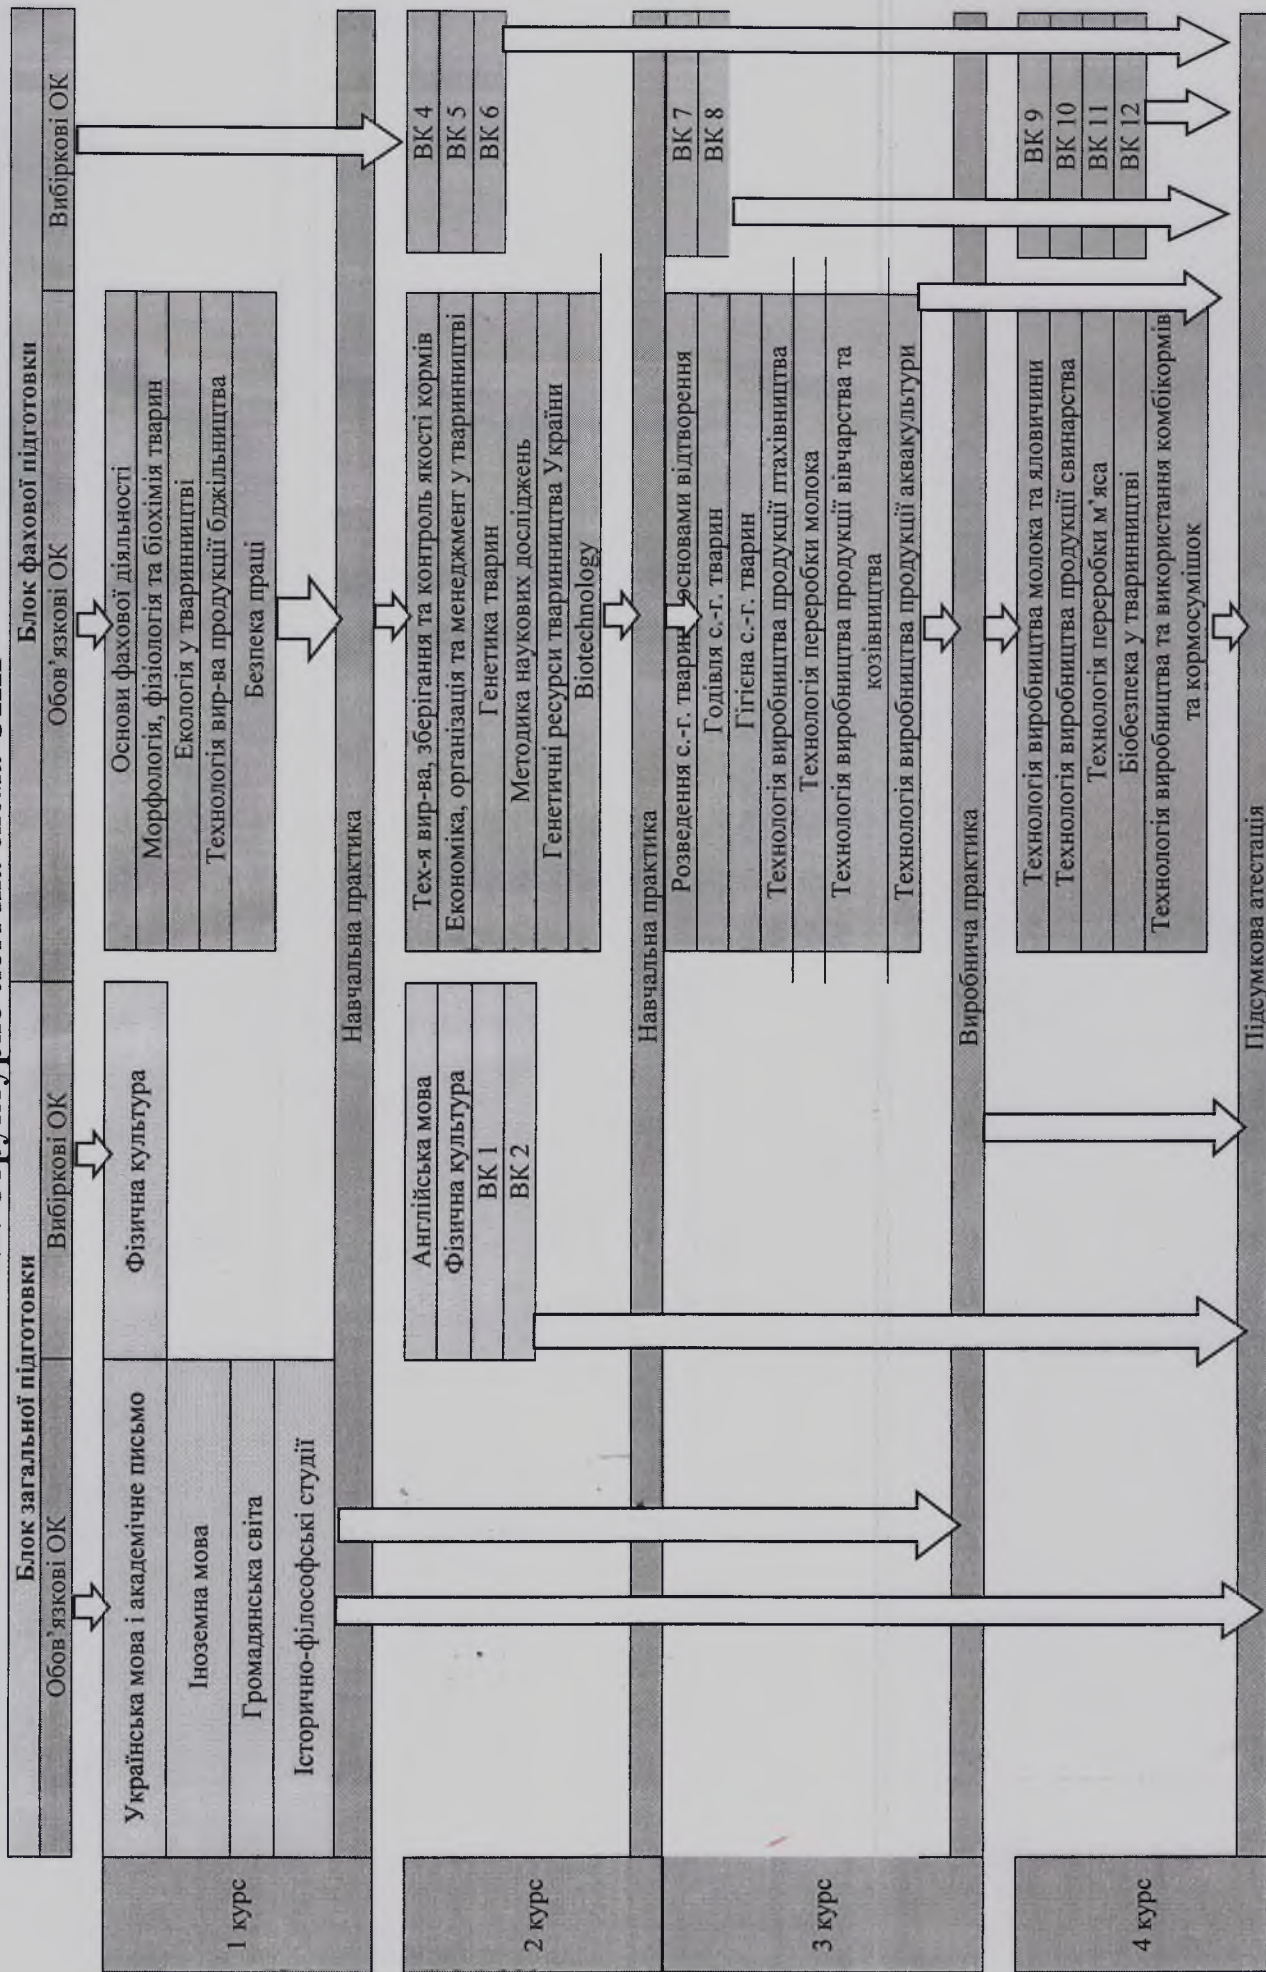 Блок загальної підготовки
Блок фахової підготовки
Обов'язкові ОК
Вибіркові ОК
Обов'язкові ОК
Вибіркові ОК
1 курс
Українська мова і академічне письмо
Іноземна мова
Громадянська світа
Історично-філософські студії
Фізична культура
Основи фахової діяльності
Морфологія, фізіологія та біохімія тварин
Екологія у тваринництві
Технологія вир-ва продукції бджільництва
Безпека праці
Навчальна практика
2 курс
Англійська мова
Фізична культура
ВК 1
ВК 2
Тех-я вир-ва, зберігання та контроль якості кормів
Економіка, організація та менеджмент у тваринництві
Генетика тварин
Методика наукових досліджень
Генетичні ресурси тваринництва України
Biotechnology
ВК 4
ВК 5
ВК 6
Навчальна практика
3 курс
Розведення с.-г. тварин основами відтворення
Годівля с.-г. тварин
Гігієна с.-г. тварин
Технологія виробництва продукції птахівництва
Технологія переробки молока
Технологія виробництва продукції вівчарства та
козівництва
Технологія виробництва продукції аквакультури
ВК 7
ВК 8
Виробнича практика
4 курс
Технологія виробництва молока та яловичини
Технологія виробництва продукції свинарства
Технологія переробки м'яса
Біобезпека у тваринництві
Технологія виробництва та використання комбікормів
та кормосумішок
ВК 9
ВК 10
ВК 11
ВК 12
Підсумкова атестація